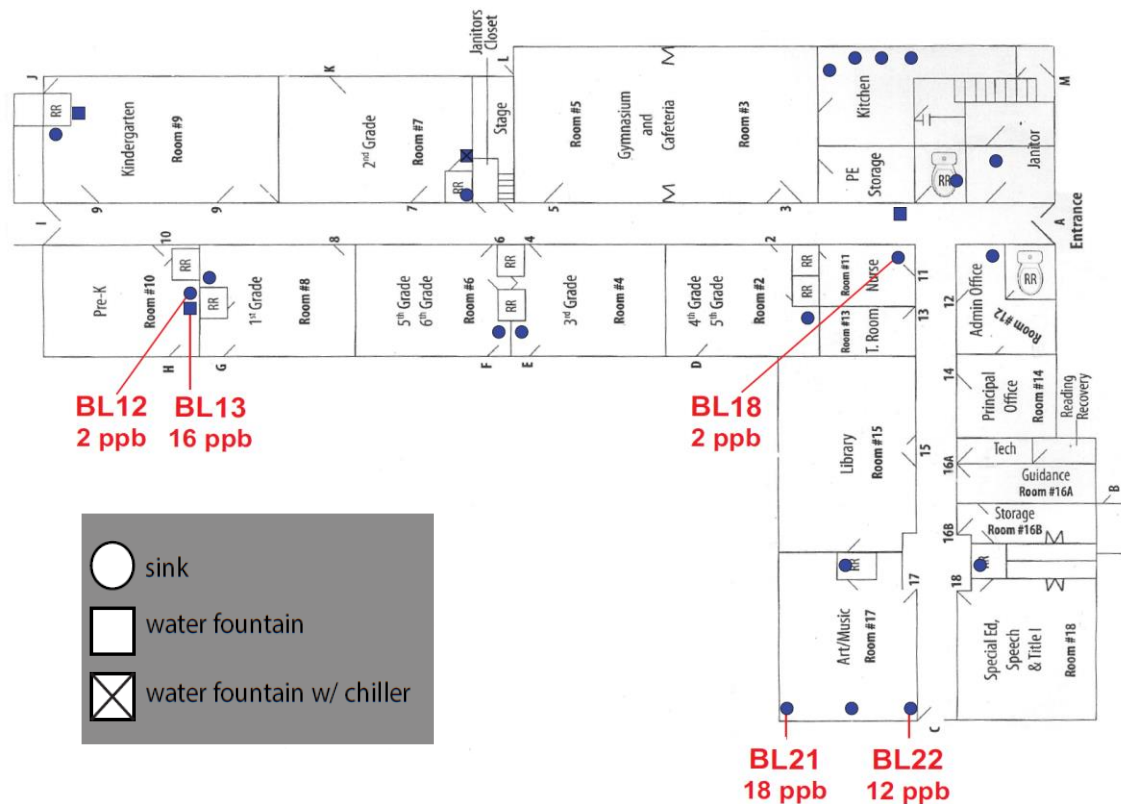 J
RR
Kindergarten
Room #9
9
9
I
K
2nd Grade
Room #7
7
RR
Janitors
Closet
Stage
L
Room #5
Gymnasium
and
Cafeteria
Room #3
5
3
Kitchen
PE
Storage
RR
Janitor
M
A
Entrance
Pre-K
Room #10
10
RR
RR
1st Grade
Room #8
8
5th Grade
6th Grade
Room #6
6
RR
RR
4
3rd Grade
Room #4
4th Grade
5th Grade
Room #2
2
RR
RR
Room #11
Nurse
11
Room #13
T. Room
13
12
Admin Office
RR
Room #12
H
G
F
E
D
14
Principal
Office
Room #14
Reading
Recovery
Tech
Library
Room #15
15
16A
Guidance
Room #16A
B
Storage
Room #16B
16B
RR
RR
17
18
Art/Music
Room #17
Special Ed,
Speech
& Title I
Room #18
C
BL12
2 ppb
BL13
16 ppb
BL18
2 ppb
BL21
18 ppb
BL22
12 ppb
sink
water fountain
water fountain w/ chiller